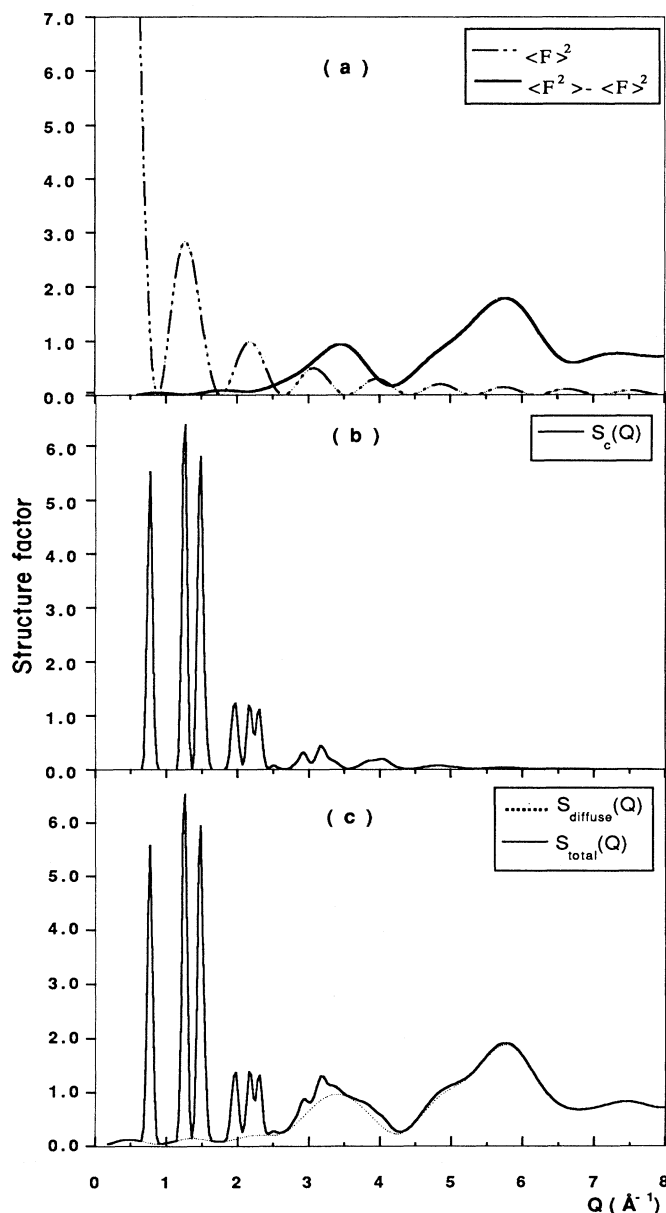 7.0
6.0
5.0
4.0
3.0
2.0
1.0
0.0
( a )
<F>²
<F²>-<F>²
6.0
5.0
4.0
3.0
2.0
1.0
0.0
( b )
S_c(Q)
Structure factor
6.0
5.0
4.0
3.0
2.0
1.0
0.0
( c )
S_diffuse(Q)
S_total(Q)
0 1 2 3 4 5 6 7 8
Q ( Å⁻¹ )